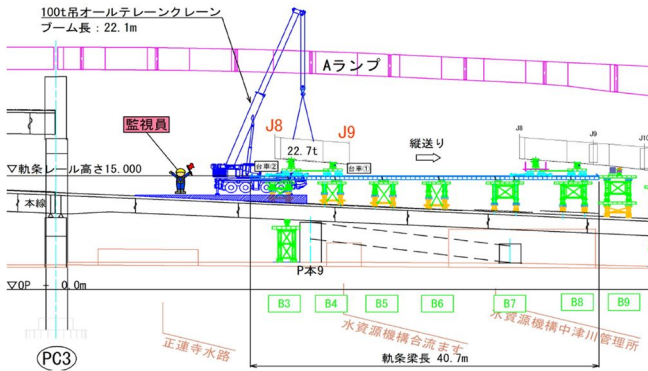 100t吊オールテレーンクレーン
ブーム長：22.1m
Aランプ
監視員
J8
J9
22.7t
台車②
台車①
縦送り
J8
J9
J10
▽軌条レール高さ15.000
本線
P本9
▽OP - 0.0m
B3
B4
B5
B6
B7
B8
B9
正連寺水路
水資源機構合流ます
水資源機構中津川管理所
軌条梁長 40.7m
PC3